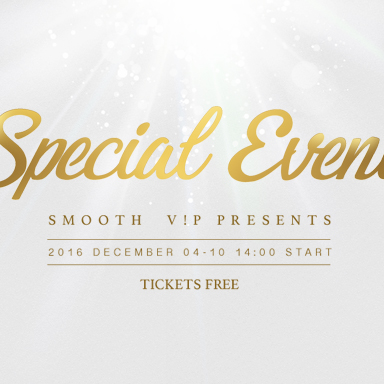 Special Even
SMOOTH V!P PRESENTS
2016 DECEMBER 04-10 14:00 START
TICKETS FREE